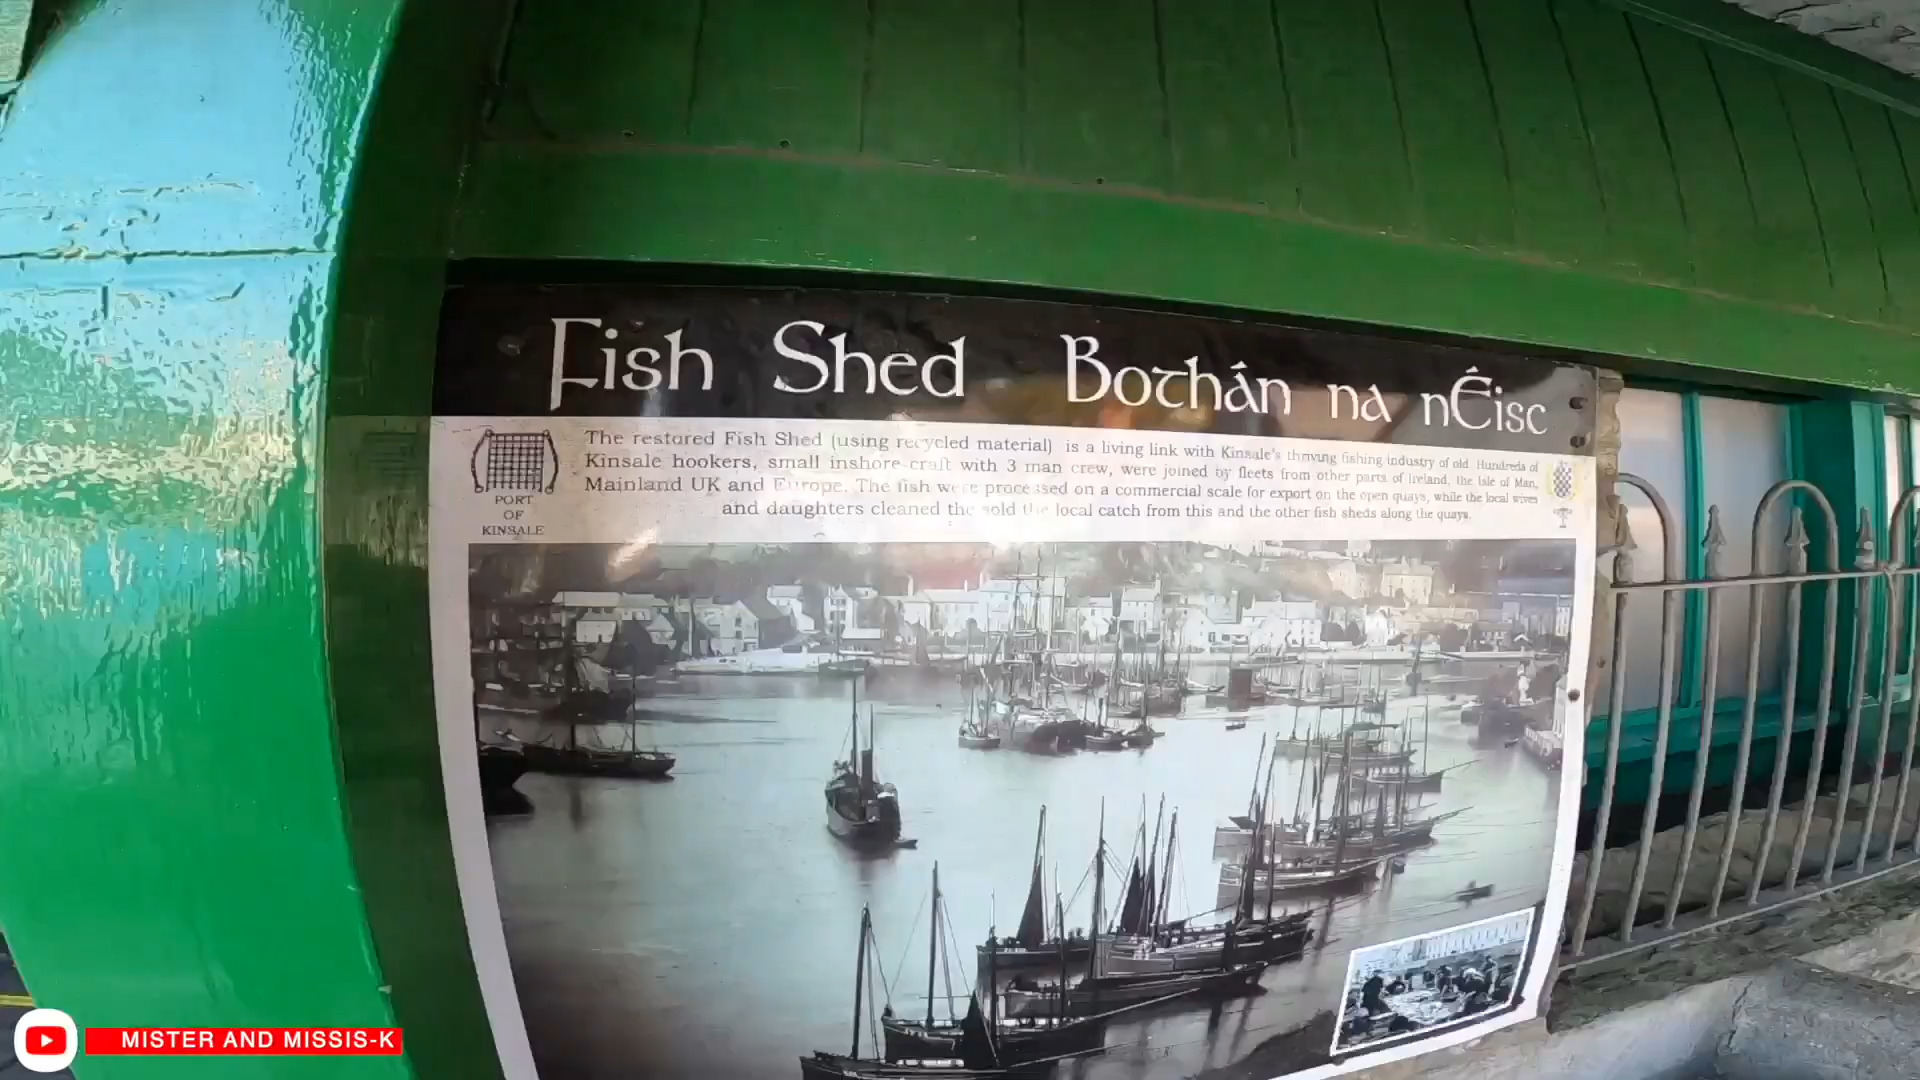 Fish Shed Bothán na nÉisc
The restored Fish Shed (using recycled material) is a living link with Kinsale's thriving fishing industry of old. Hundreds of
Kinsale hookers, small inshore craft with 3 man crew, were joined by fleets from other parts of Ireland, the Isle of Man,
Mainland UK and Europe. The fish were processed on a commercial scale for export on the open quays, while the local wives
and daughters cleaned the sold the local catch from this and the other fish sheds along the quays.
PORT
OF
KINSALE
MISTER AND MISSIS-K